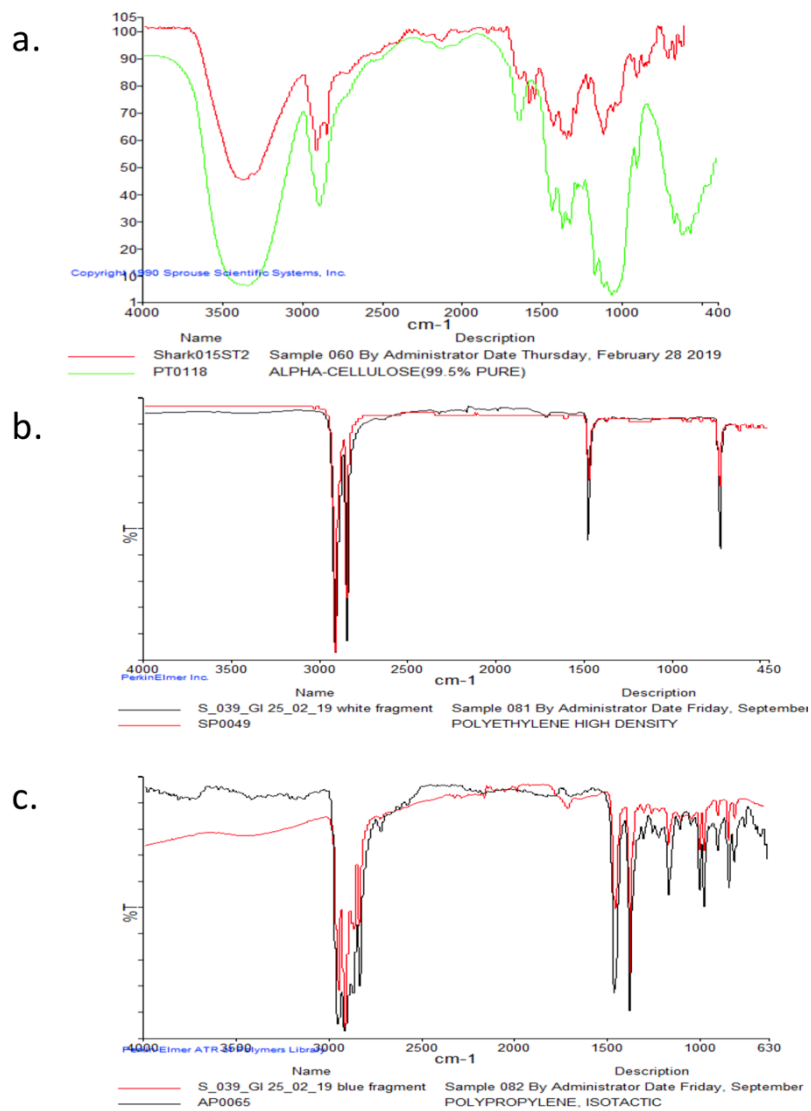 a.
105
100
90
80
70
60
50
40
30
20
10
1
Copyright 1990 Sprouse Scientific Systems, Inc.
4000 3500 3000 2500 2000 1500 1000 400
cm-1
Name Description
Shark015ST2 Sample 060 By Administrator Date Thursday, February 28 2019
PT0118 ALPHA-CELLULOSE(99.5% PURE)
b.
%T
4000 3500 3000 2500 2000 1500 1000 450
PerkinElmer Inc.
cm-1
Name Description
S_039_GI 25_02_19 white fragment Sample 081 By Administrator Date Friday, September
SP0049 POLYETHYLENE HIGH DENSITY
c.
%T
4000 3500 3000 2500 2000 1500 1000 630
cm-1
Name Description
S_039_GI 25_02_19 blue fragment Sample 082 By Administrator Date Friday, September
AP0065 POLYPROPYLENE, ISOTACTIC